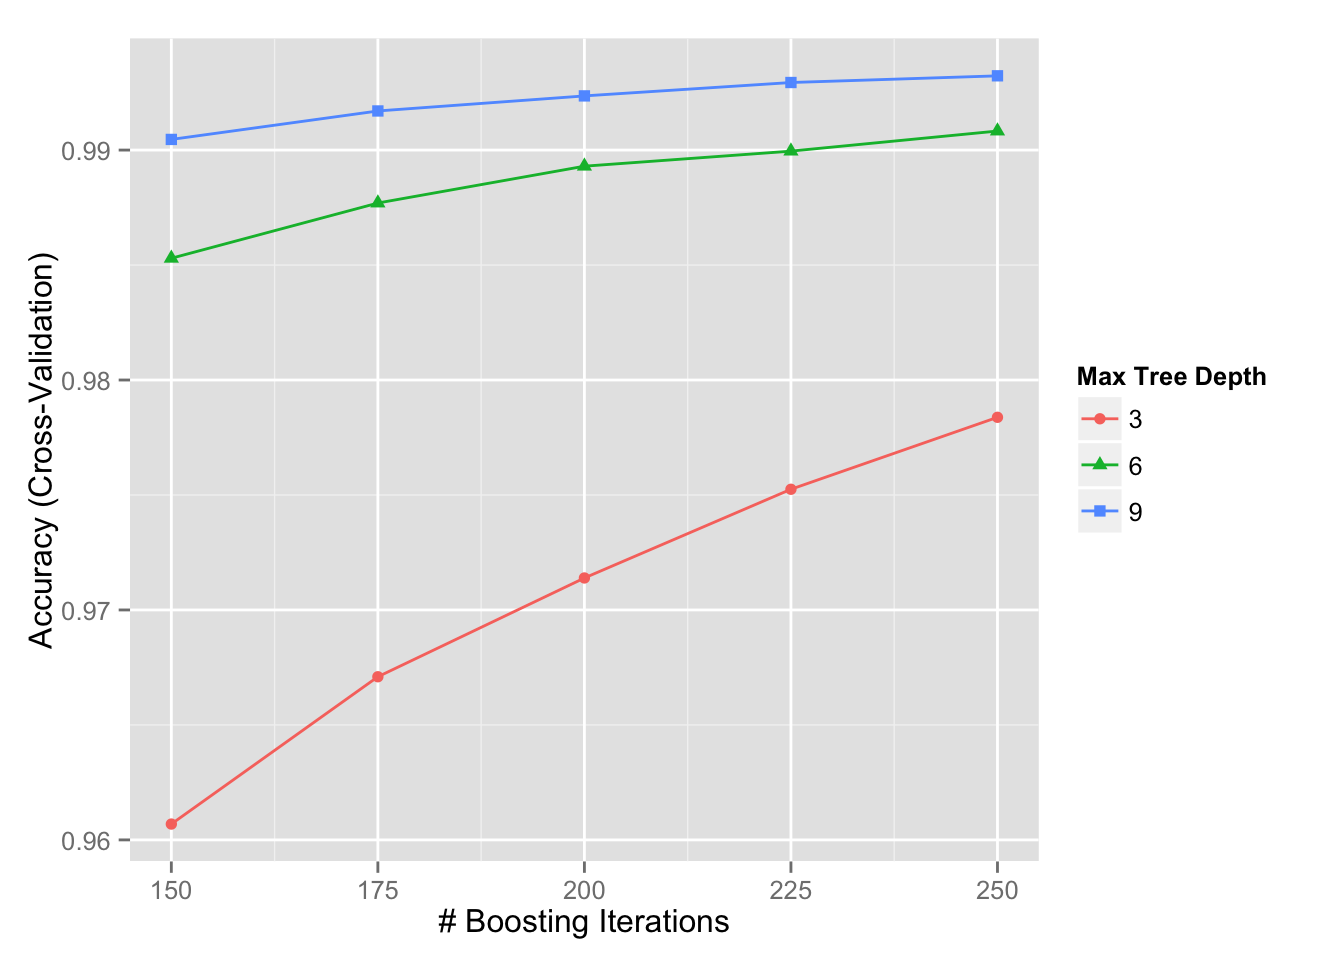 0.99
0.98
0.97
0.96
Accuracy (Cross-Validation)
150 175 200 225 250
# Boosting Iterations
Max Tree Depth
3
6
9